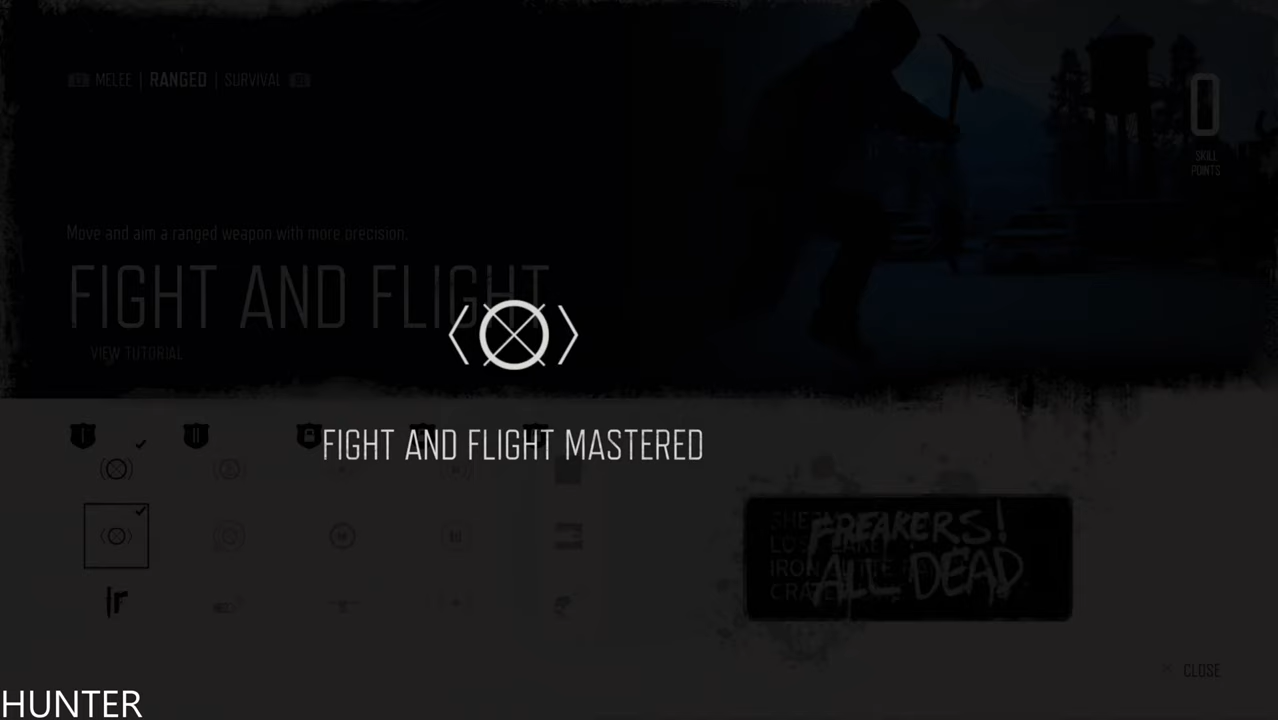 MELEE | RANGED | SURVIVAL
0
SKILL
POINTS
Move and aim a ranged weapon with more precision.
FIGHT AND FLIGHT
VIEW TUTORIAL
FIGHT AND FLIGHT MASTERED
FREAKERS!
ALL DEAD
CLOSE
HUNTER